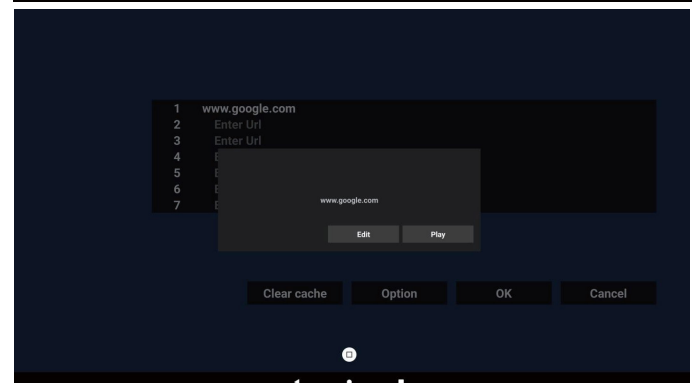 1 www.google.com
2 Enter Url
3 Enter Url
4 E
5 E
6 E
7 E
www.google.com
Edit Play
Clear cache Option OK Cancel